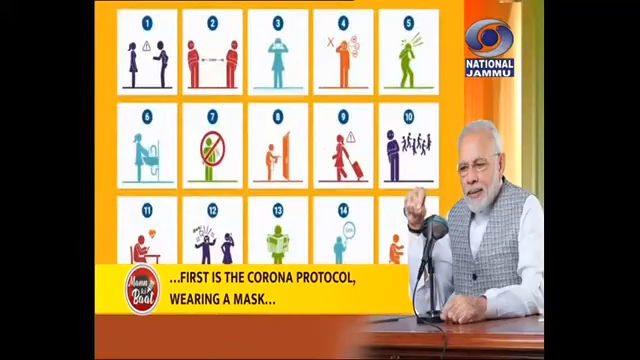 1
2
3
4
5
NATIONAL
JAMMU
6
7
8
9
10
11
12
13
14
...FIRST IS THE CORONA PROTOCOL,
WEARING A MASK...
Mann
Ki
Baat